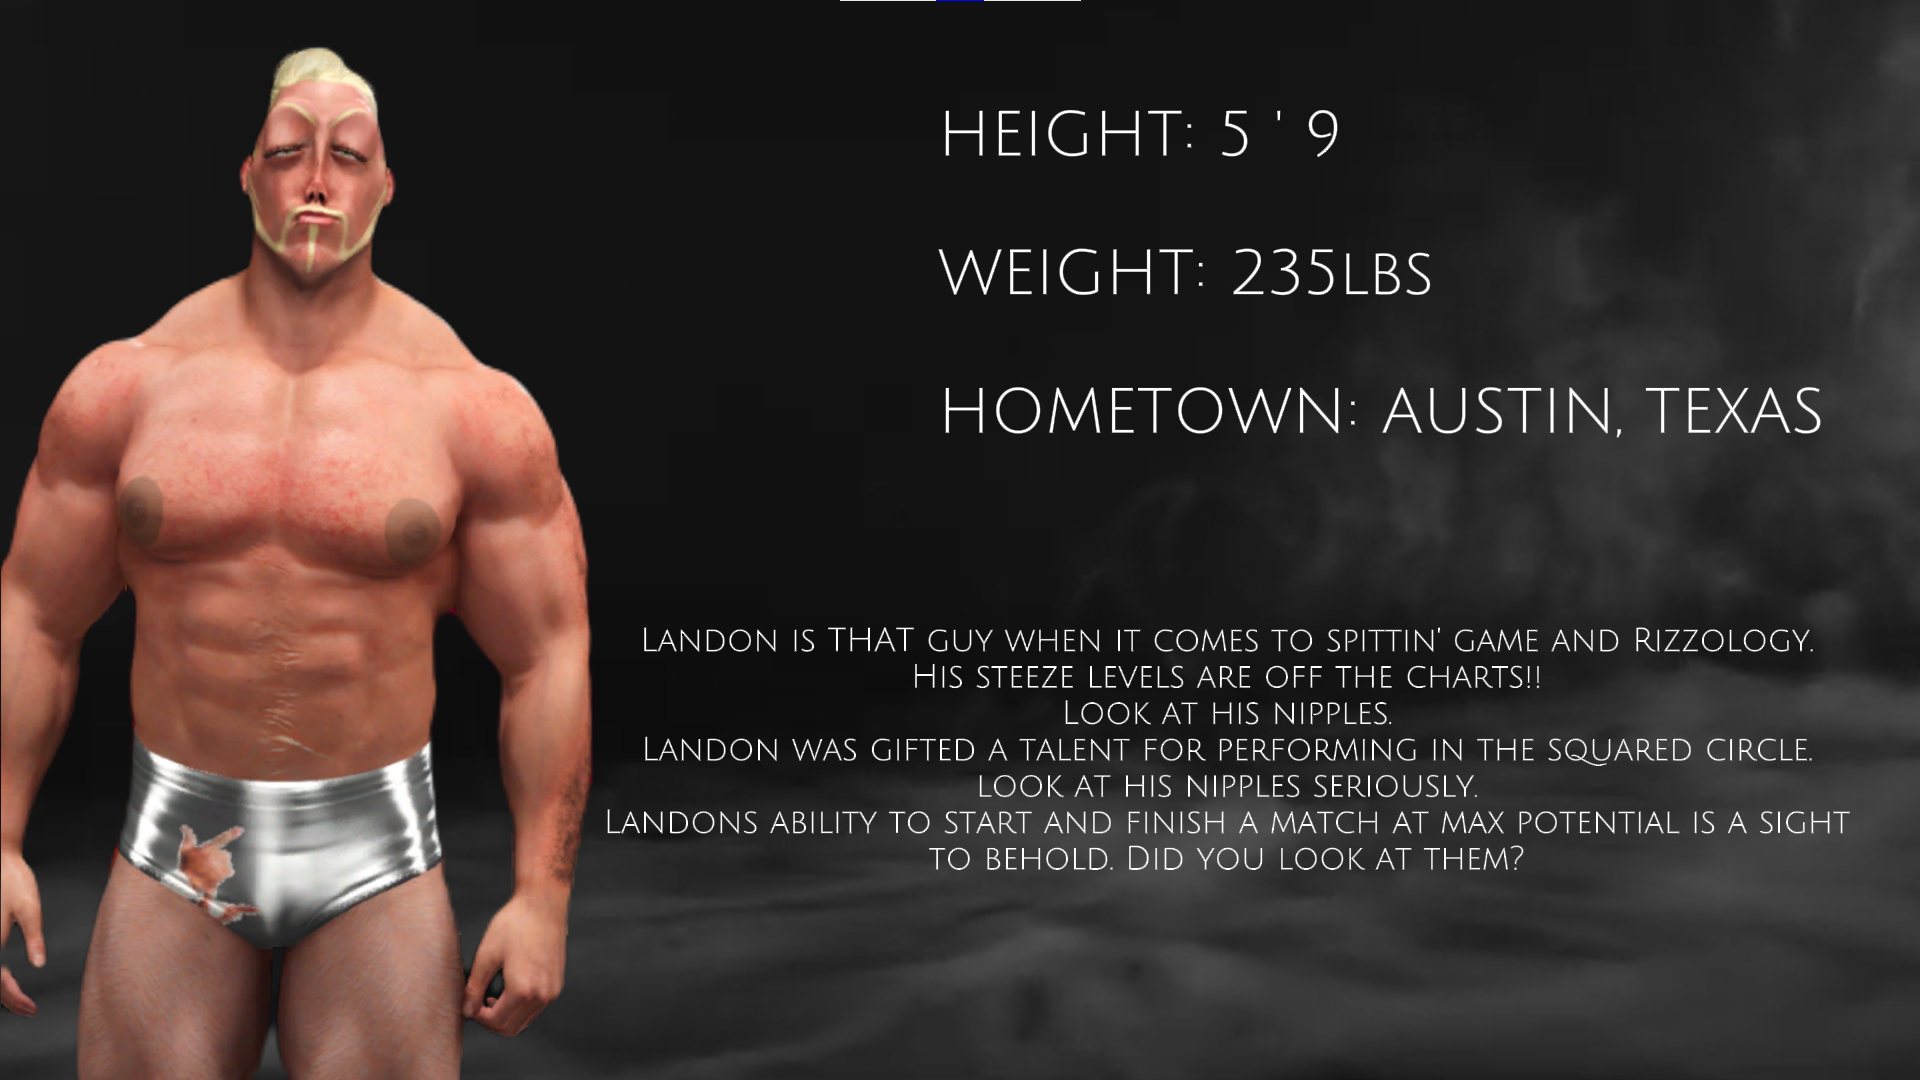 HEIGHT: 5 ' 9
WEIGHT: 235LBS
HOMETOWN: AUSTIN, TEXAS
LANDON IS THAT GUY WHEN IT COMES TO SPITTIN' GAME AND RIZZOLOGY.
HIS STEEZE LEVELS ARE OFF THE CHARTS!!
LOOK AT HIS NIPPLES.
LANDON WAS GIFTED A TALENT FOR PERFORMING IN THE SQUARED CIRCLE.
LOOK AT HIS NIPPLES SERIOUSLY.
LANDONS ABILITY TO START AND FINISH A MATCH AT MAX POTENTIAL IS A SIGHT
TO BEHOLD. DID YOU LOOK AT THEM?